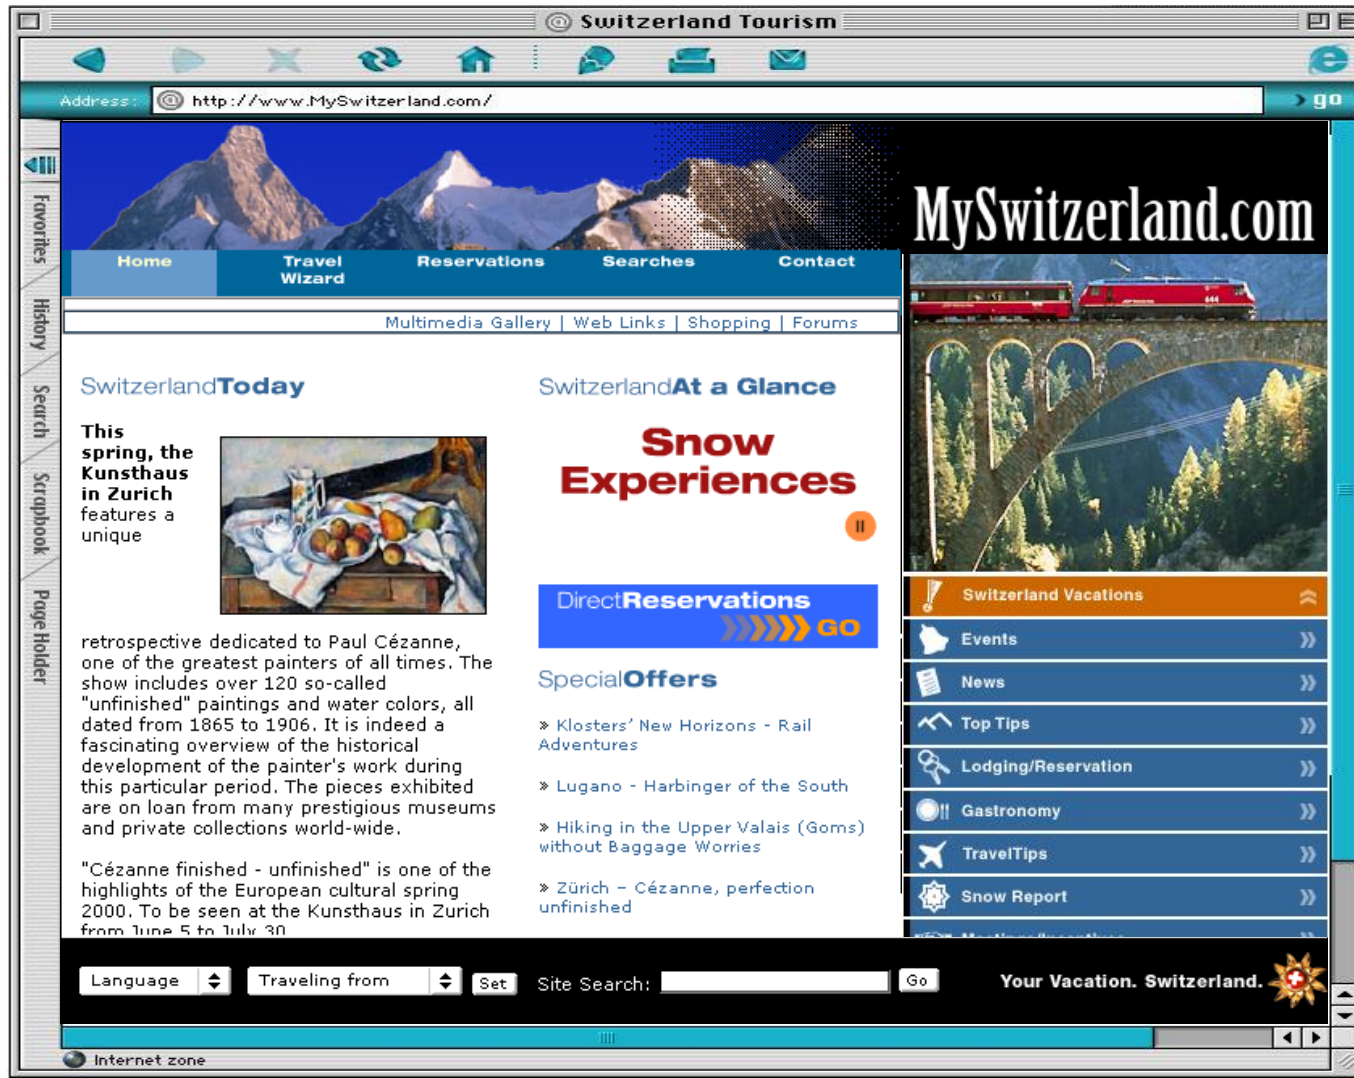 Switzerland Tourism
Address: http://www.MySwitzerland.com/
go
Favorites
History
Search
Scrapbook
Page Holder
MySwitzerland.com
Home
Travel
Wizard
Reservations
Searches
Contact
Multimedia Gallery | Web Links | Shopping | Forums
SwitzerlandToday
This
spring, the
Kunsthaus
in Zurich
features a
unique
retrospective dedicated to Paul Cézanne,
one of the greatest painters of all times. The
show includes over 120 so-called
"unfinished" paintings and water colors, all
dated from 1865 to 1906. It is indeed a
fascinating overview of the historical
development of the painter's work during
this particular period. The pieces exhibited
are on loan from many prestigious museums
and private collections world-wide.
"Cézanne finished - unfinished" is one of the
highlights of the European cultural spring
2000. To be seen at the Kunsthaus in Zurich
from June 5 to July 30
SwitzerlandAt a Glance
Snow
Experiences
DirectReservations
GO
SpecialOffers
» Klosters' New Horizons - Rail
Adventures
» Lugano - Harbinger of the South
» Hiking in the Upper Valais (Goms)
without Baggage Worries
» Zürich – Cézanne, perfection
unfinished
444
Switzerland Vacations
Events
News
Top Tips
Lodging/Reservation
Gastronomy
TravelTips
Snow Report
Meetings/Incentives
Language
Traveling from
Set
Site Search:
Go
Your Vacation. Switzerland.
Internet zone